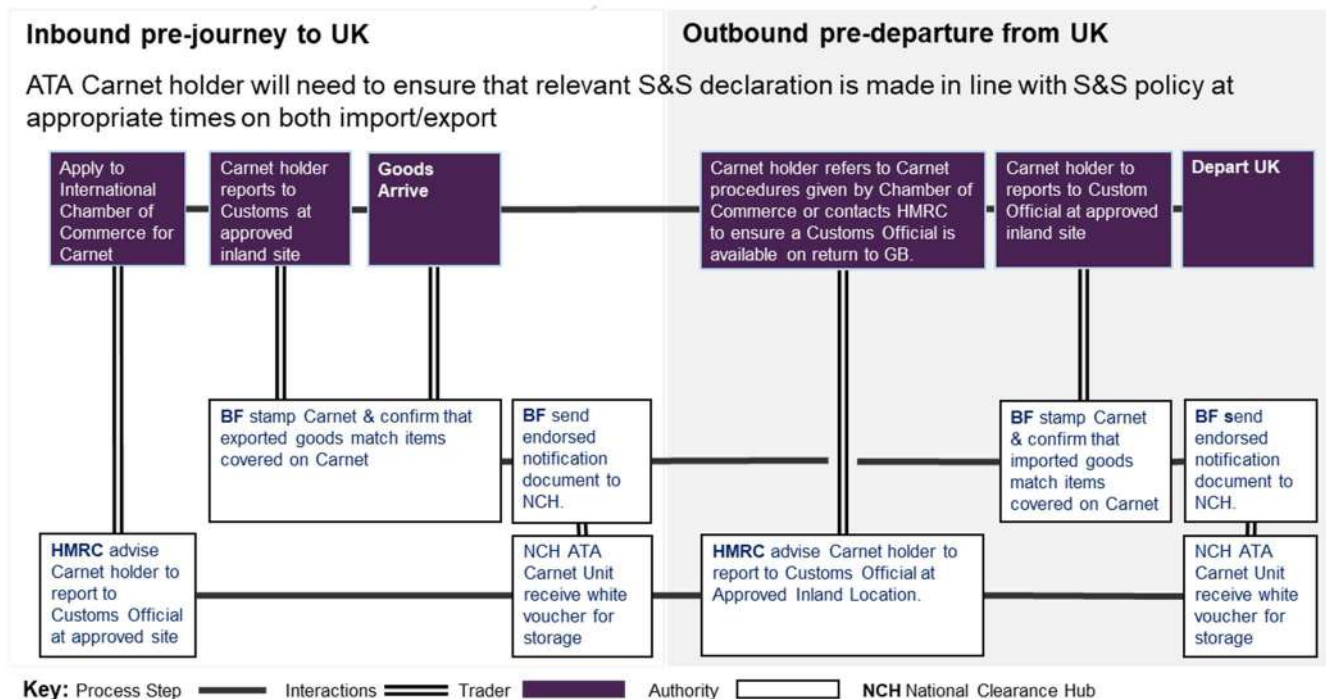 Inbound pre-journey to UK
Outbound pre-departure from UK
ATA Carnet holder will need to ensure that relevant S&S declaration is made in line with S&S policy at
appropriate times on both import/export
Apply to
International
Chamber of
Commerce for
Carnet
Carnet holder
reports to
Customs at
approved
inland site
Goods
Arrive
Carnet holder refers to Carnet
procedures given by Chamber of
Commerce or contacts HMRC
to ensure a Customs Official is
available on return to GB.
Carnet holder to
reports to Custom
Official at approved
inland site
Depart UK
BF stamp Carnet & confirm that
exported goods match items
covered on Carnet
BF send
endorsed
notification
document to
NCH.
BF stamp Carnet
& confirm that
imported goods
match items
covered on Carnet
BF send
endorsed
notification
document to
NCH.
HMRC advise
Carnet holder to
report to
Customs Official
at approved site
NCH ATA
Carnet Unit
receive white
voucher for
storage
HMRC advise Carnet holder to
report to Customs Official at
Approved Inland Location.
NCH ATA
Carnet Unit
receive white
voucher for
storage
Key: Process Step Interactions Trader Authority NCH National Clearance Hub